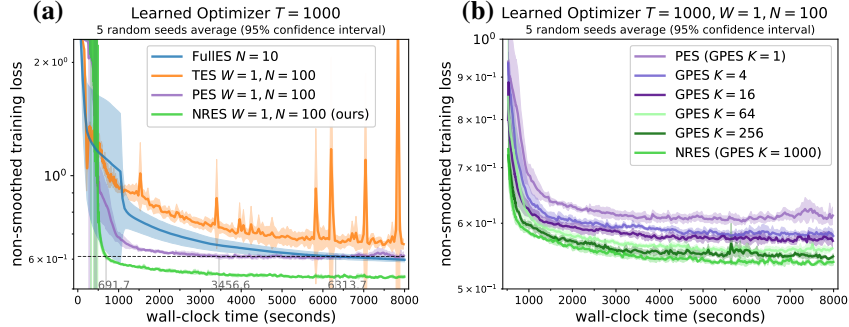 (a)
Learned Optimizer T = 1000
5 random seeds average (95% confidence interval)
non-smoothed training loss
2 × 10⁰
10⁰
6 × 10⁻¹
FullES N = 10
TES W = 1, N = 100
PES W = 1, N = 100
NRES W = 1, N = 100 (ours)
691.7
3456.6
6313.7
0 1000 2000 3000 4000 5000 6000 7000 8000
wall-clock time (seconds)
(b)
Learned Optimizer T = 1000, W = 1, N = 100
5 random seeds average (95% confidence interval)
non-smoothed training loss
10⁰
9 × 10⁻¹
8 × 10⁻¹
7 × 10⁻¹
6 × 10⁻¹
5 × 10⁻¹
PES (GPES K = 1)
GPES K = 4
GPES K = 16
GPES K = 64
GPES K = 256
NRES (GPES K = 1000)
1000 2000 3000 4000 5000 6000 7000 8000
wall-clock time (seconds)